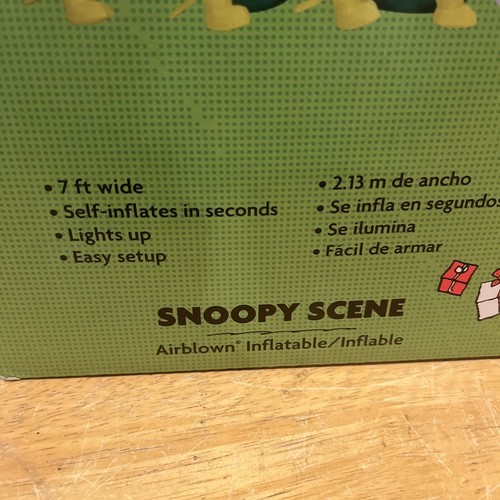 • 7 ft wide
• Self-inflates in seconds
• Lights up
• Easy setup
• 2.13 m de ancho
• Se infla en segundos
• Se ilumina
• Fácil de armar
SNOOPY SCENE
Airblown® Inflatable/Inflable